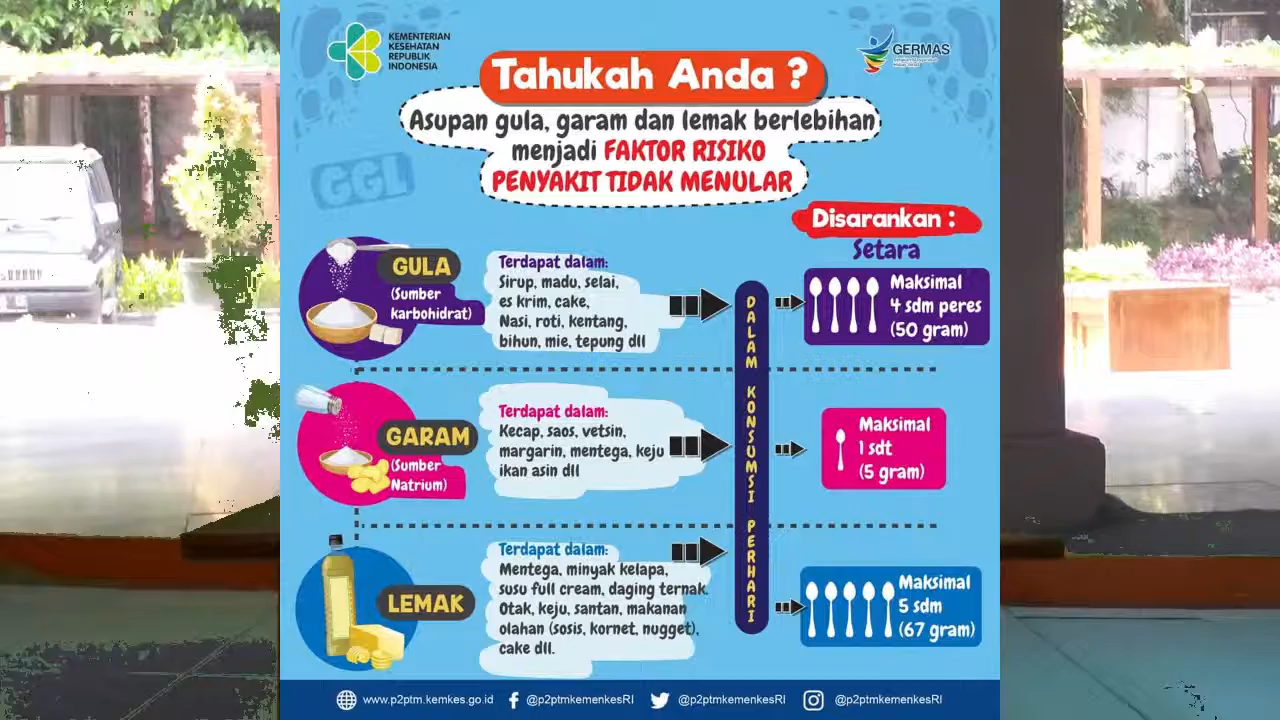 KEMENTERIAN
KESEHATAN
REPUBLIK
INDONESIA
GERMAS
Tahukah Anda ?
Asupan gula, garam dan lemak berlebihan
menjadi FAKTOR RISIKO
PENYAKIT TIDAK MENULAR
GGL
Disarankan :
Setara
GULA
(Sumber
karbohidrat)
Terdapat dalam:
Sirup, madu, selai,
es krim, cake,
Nasi, roti, kentang,
bihun, mie, tepung dll
Maksimal
4 sdm peres
(50 gram)
DALAM KONSUMSI PERHARI
GARAM
(Sumber
Natrium)
Terdapat dalam:
Kecap, saos, vetsin,
margarin, mentega, keju
ikan asin dll
Maksimal
1 sdt
(5 gram)
LEMAK
Terdapat dalam:
Mentega, minyak kelapa,
susu full cream, daging ternak.
Otak, keju, santan, makanan
olahan (sosis, kornet, nugget),
cake dll.
Maksimal
5 sdm
(67 gram)
www.p2ptm.kemkes.go.id @p2ptmkemenkesRI @p2ptmkemenkesRI @p2ptmkemenkesRI